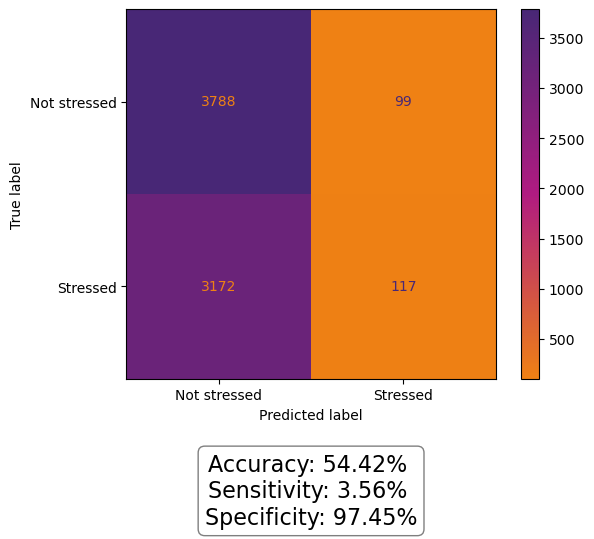 3500
Not stressed
3788
99
3000
2500
True label
2000
1500
Stressed
3172
117
1000
500
Not stressed
Stressed
Predicted label
Accuracy: 54.42%
Sensitivity: 3.56%
Specificity: 97.45%